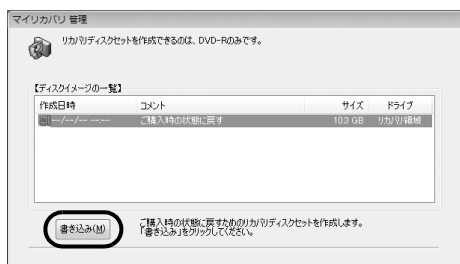 マイリカバリ 管理
リカバリディスクセットを作成できるのは、DVD-Rのみです。
【ディスクイメージの一覧】
作成日時 コメント サイズ ドライブ
--/--/-- --:-- ご購入時の状態に戻す 103 GB リカバリ領域
書き込み(M)
ご購入時の状態に戻すためのリカバリディスクセットを作成します。
「書き込み」をクリックしてください。